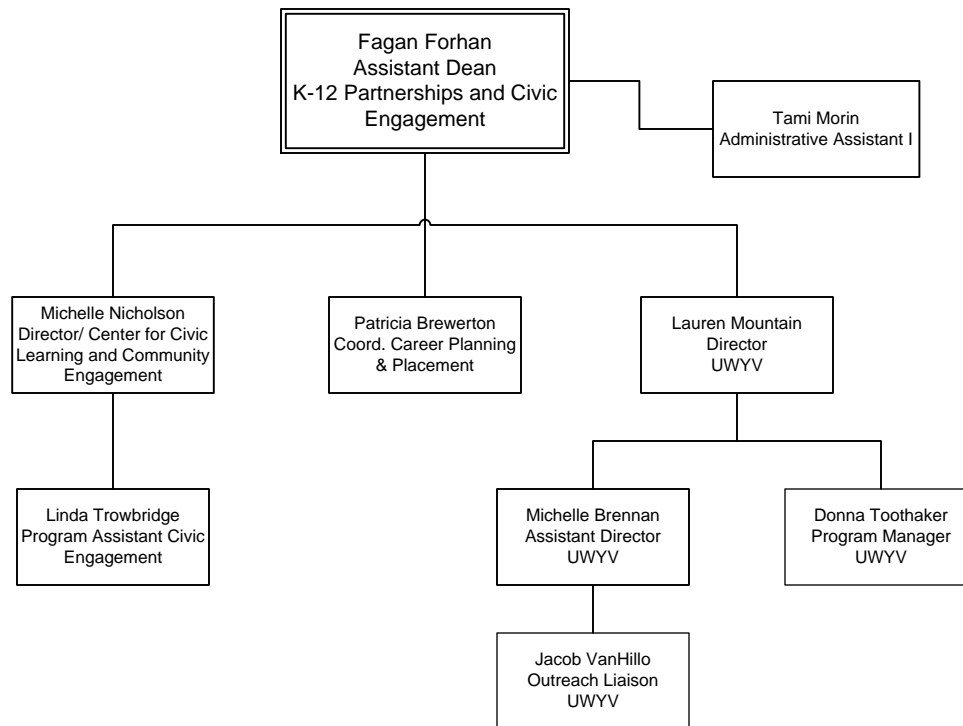 Fagan Forhan
Assistant Dean
K-12 Partnerships and Civic
Engagement
Tami Morin
Administrative Assistant I
Michelle Nicholson
Director/ Center for Civic
Learning and Community
Engagement
Patricia Brewerton
Coord. Career Planning
& Placement
Lauren Mountain
Director
UWYV
Linda Trowbridge
Program Assistant Civic
Engagement
Michelle Brennan
Assistant Director
UWYV
Donna Toothaker
Program Manager
UWYV
Jacob VanHillo
Outreach Liaison
UWYV